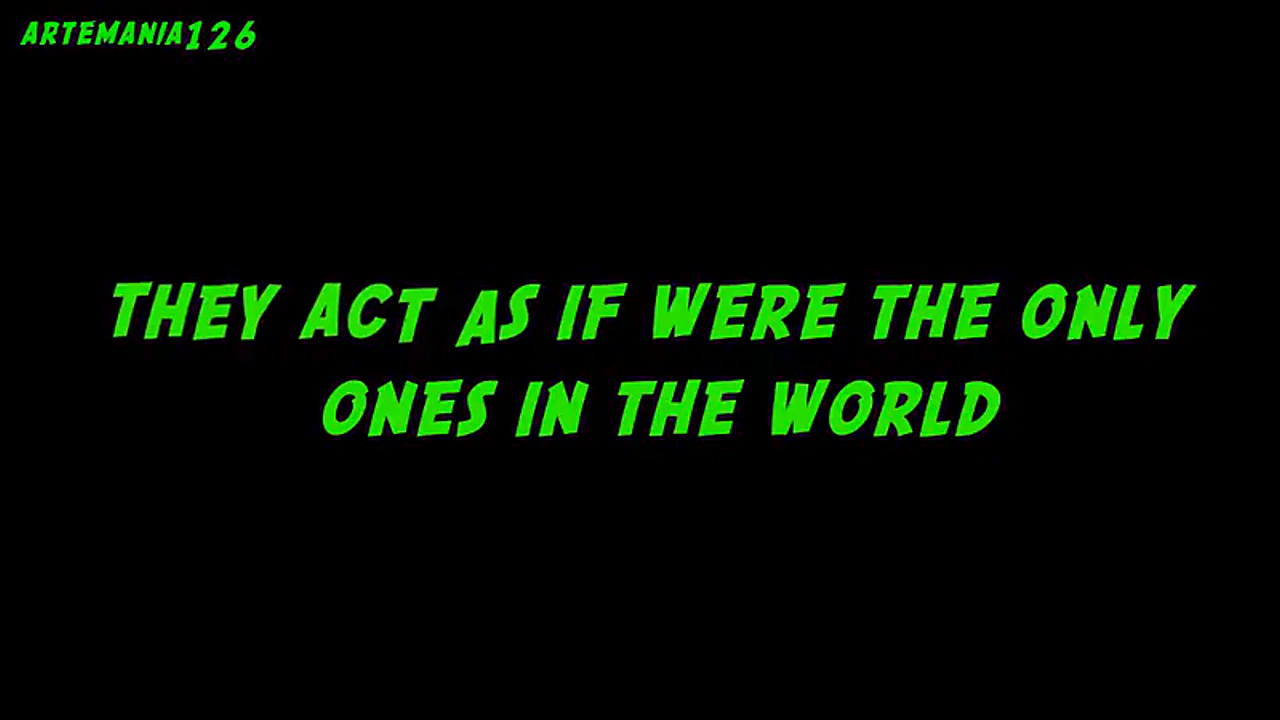 ARTEMANIA126
THEY ACT AS IF WERE THE ONLY
ONES IN THE WORLD